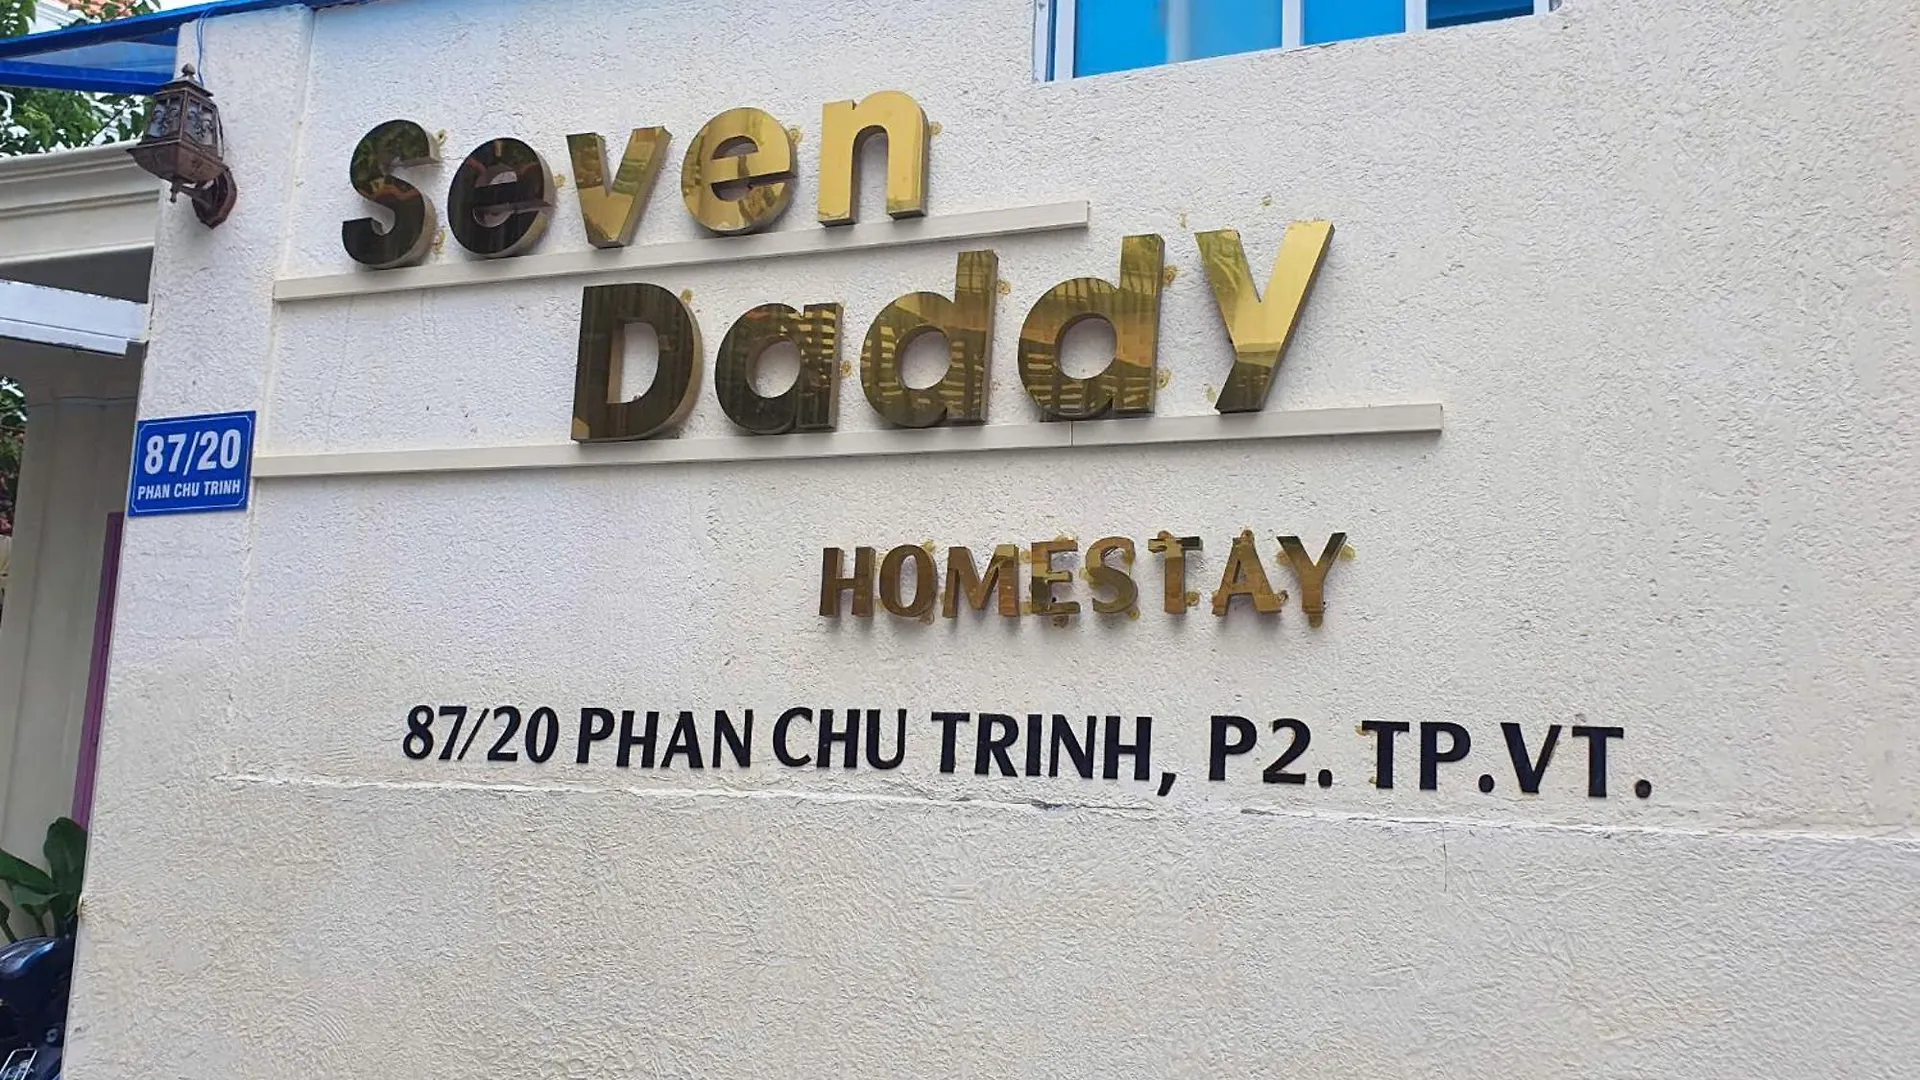 Seven
Daddy
HOMESTAY
87/20
PHAN CHU TRINH
87/20 PHAN CHU TRINH, P2. TP.VT.